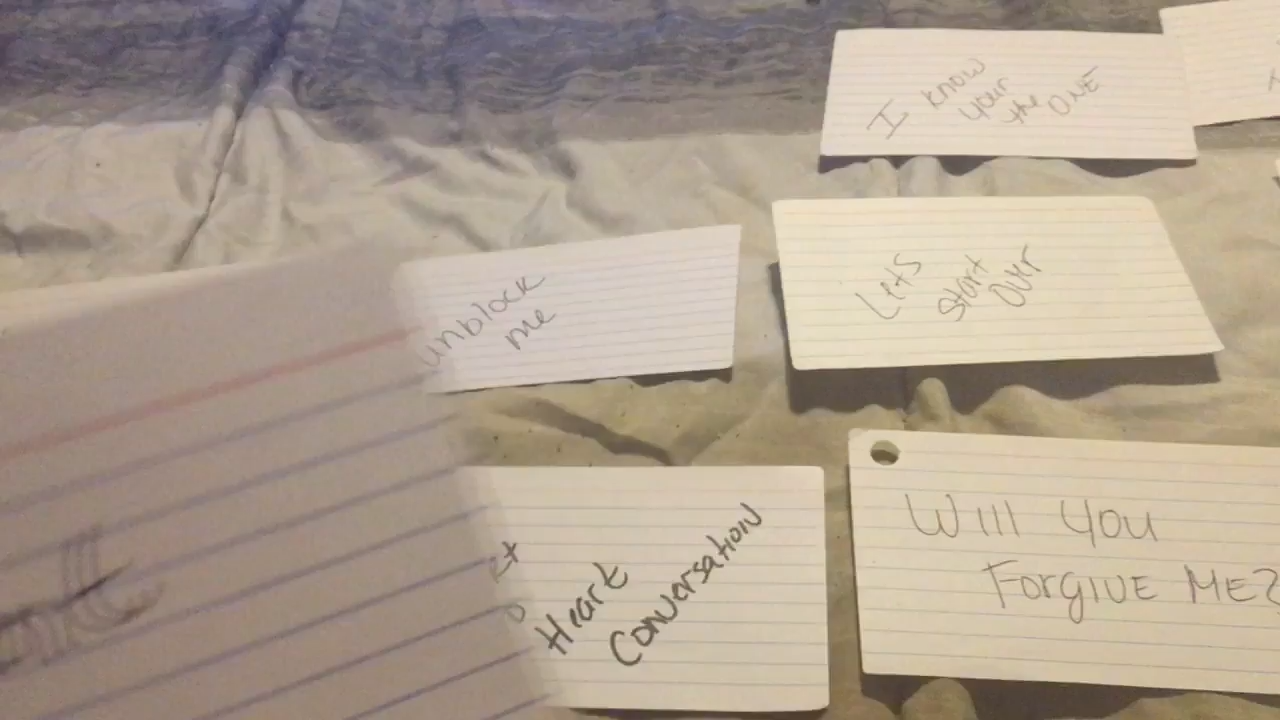 I know
your
the ONE
unblock
me
Lets
start
over
Heart
Conversation
Will you
Forgive Me?